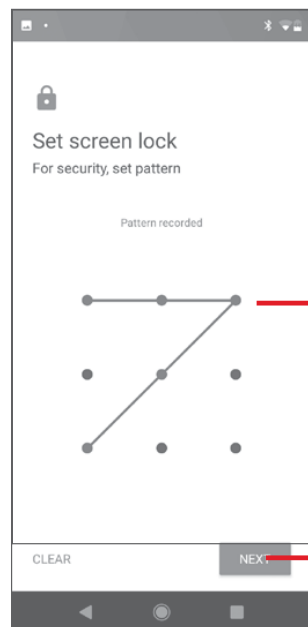 Set screen lock
For security, set pattern
Pattern recorded
CLEAR
NEXT